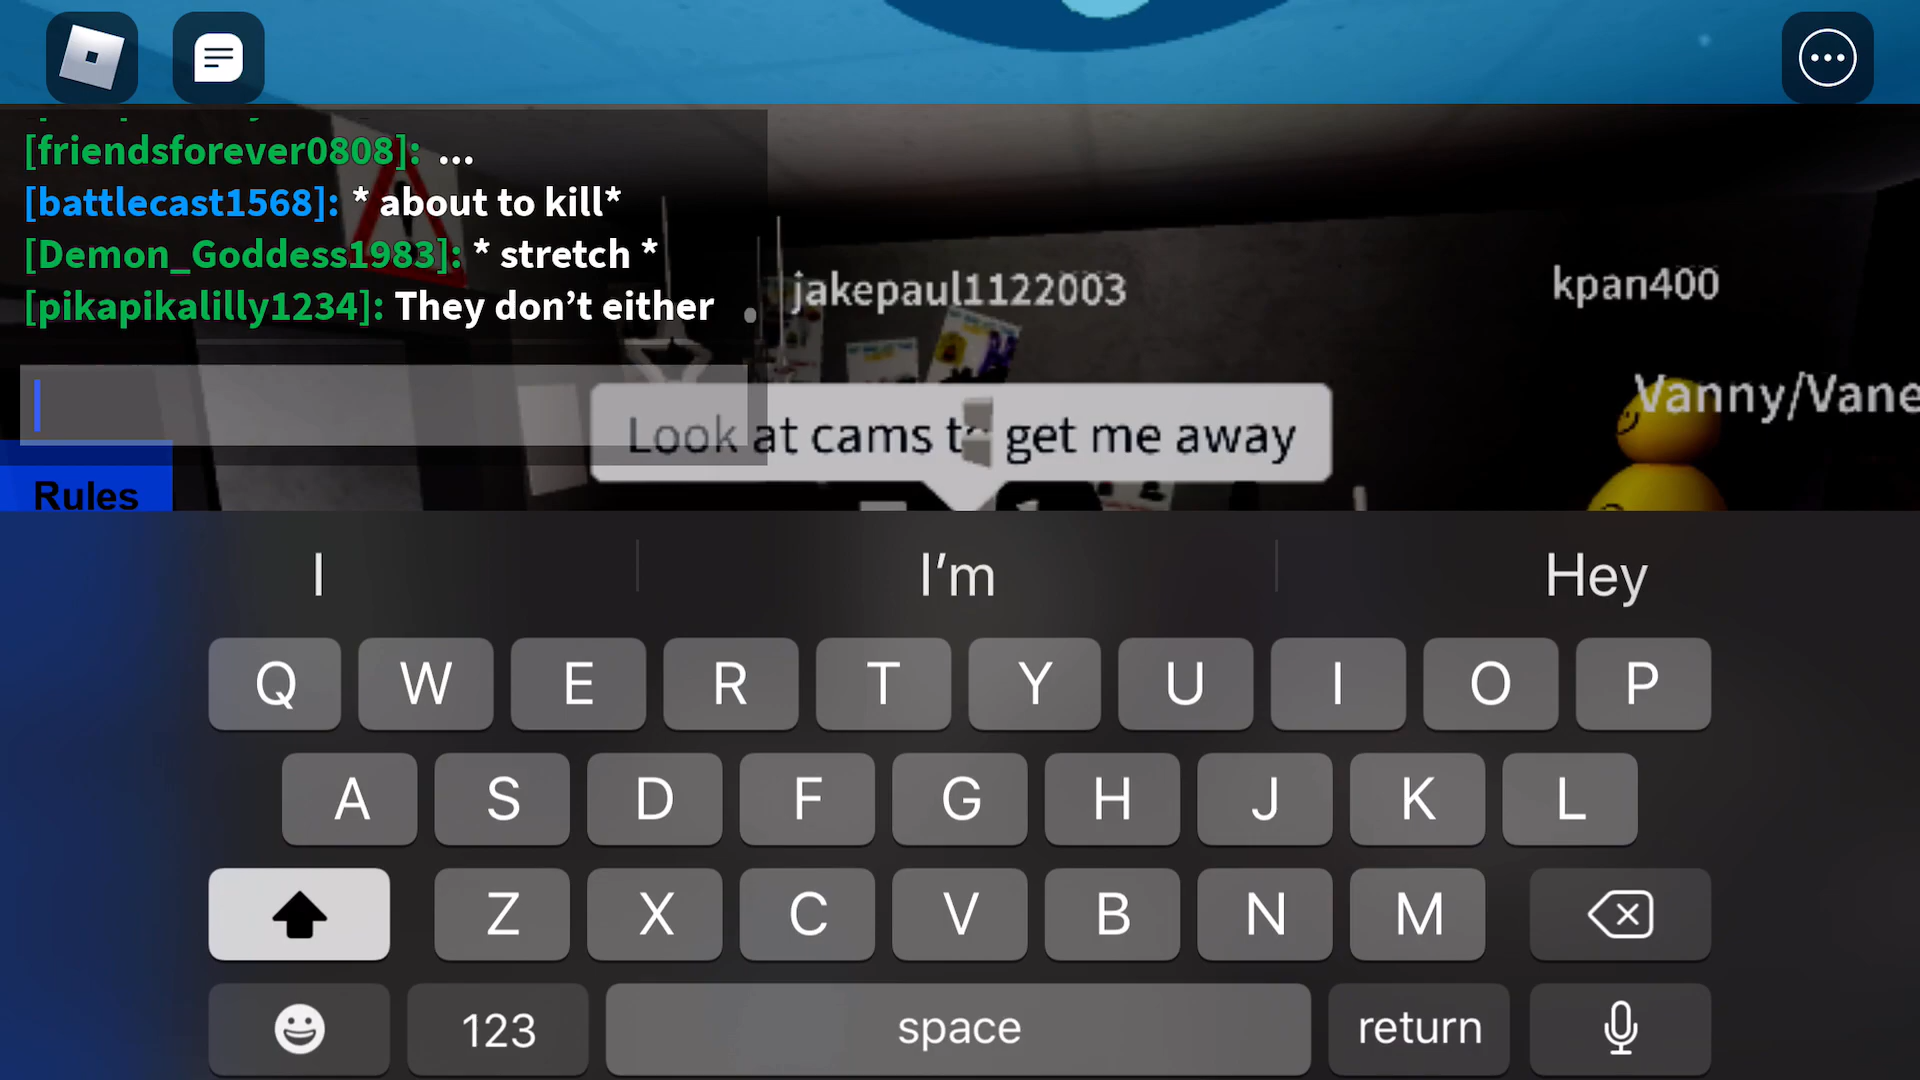 [friendsforever0808]: ...
[battlecast1568]: * about to kill*
[Demon_Goddess1983]: * stretch *
[pikapikalilly1234]: They don’t either
jakepaul1122003
kpan400
Vanny/Vane
Look at cams to get me away
Rules
I
I’m
Hey
Q W E R T Y U I O P
A S D F G H J K L
Z X C V B N M
123
space
return